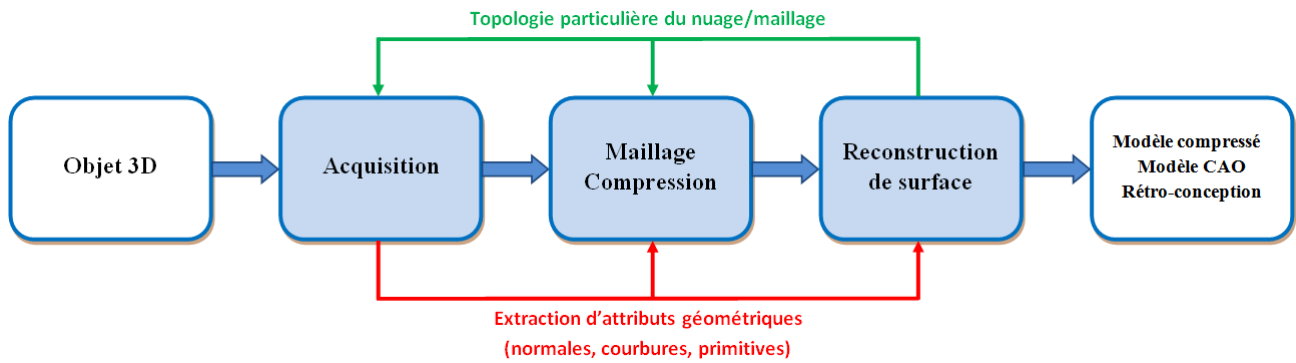 Topologie particulière du nuage/maillage
Objet 3D
Acquisition
Maillage
Compression
Reconstruction
de surface
Modèle compressé
Modèle CAO
Rétro-conception
Extraction d’attributs géométriques
(normales, courbures, primitives)